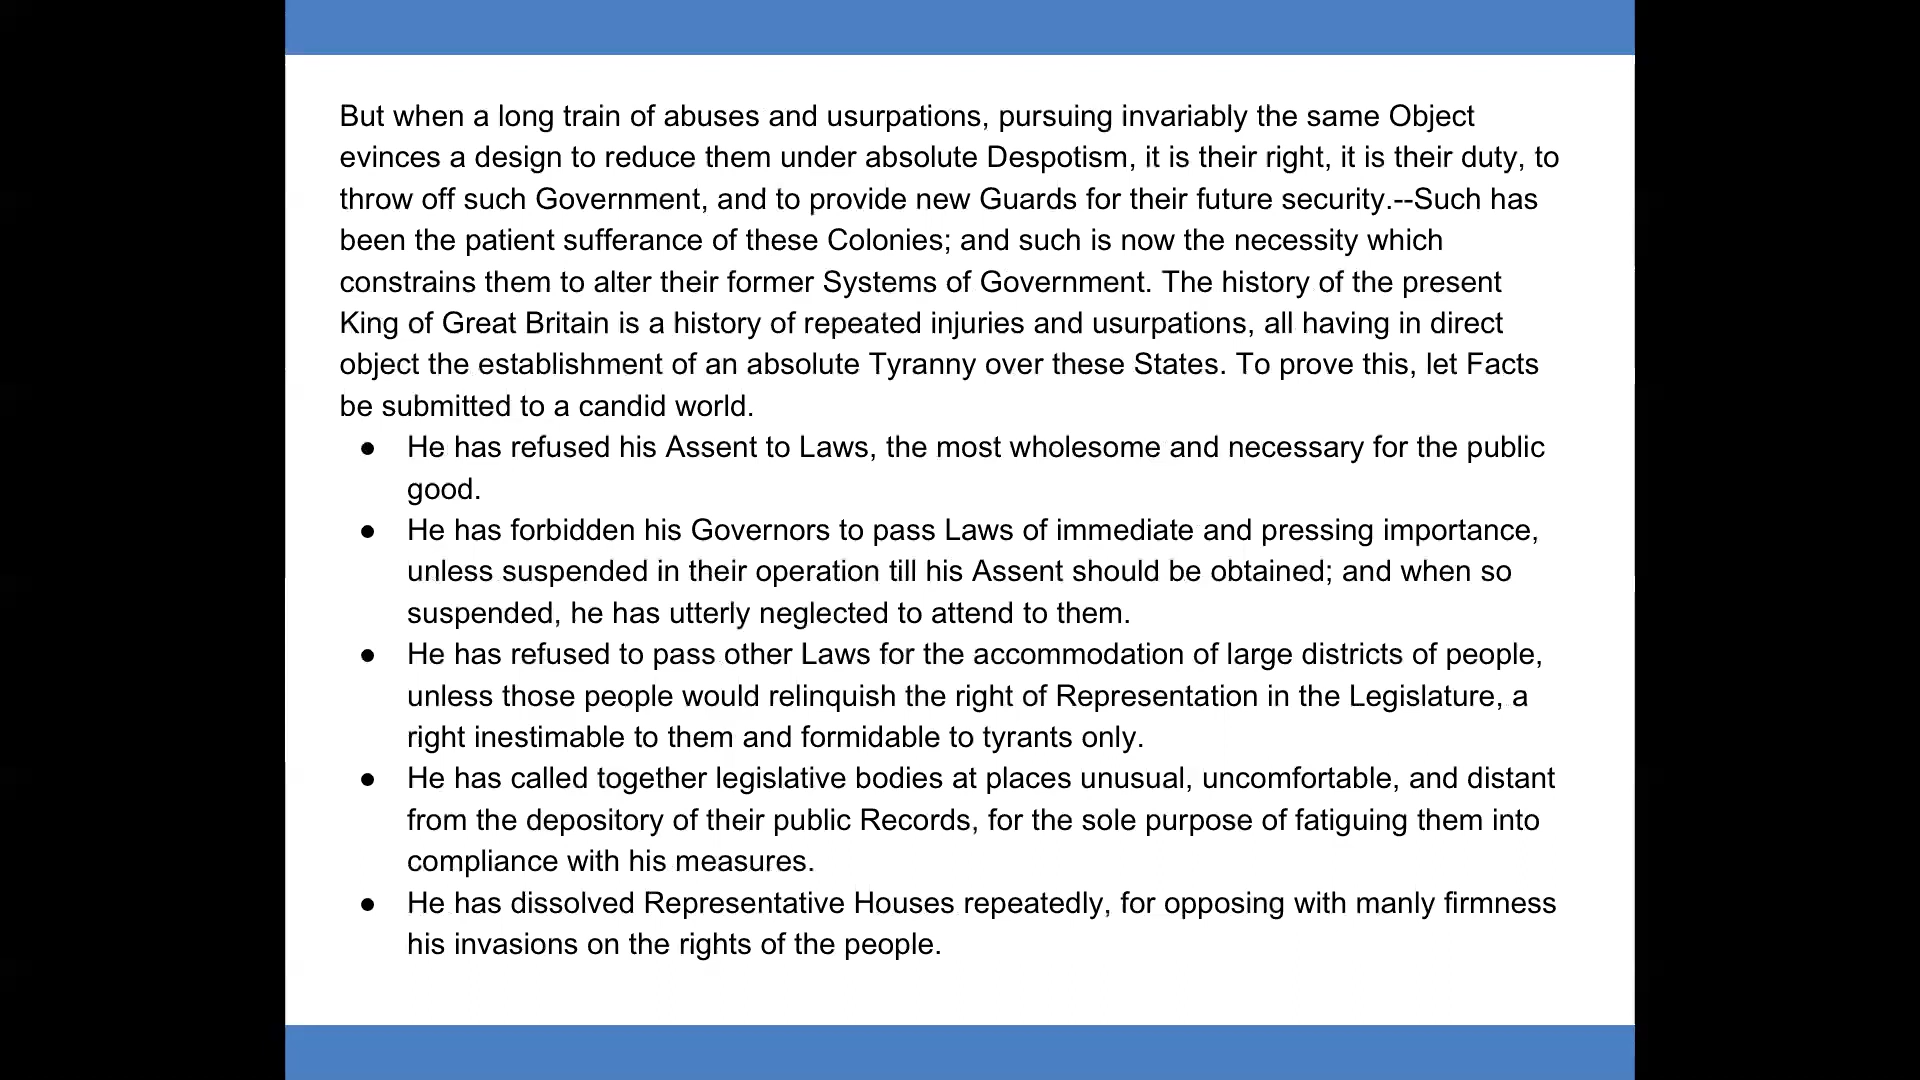 But when a long train of abuses and usurpations, pursuing invariably the same Object
evinces a design to reduce them under absolute Despotism, it is their right, it is their duty, to
throw off such Government, and to provide new Guards for their future security.--Such has
been the patient sufferance of these Colonies; and such is now the necessity which
constrains them to alter their former Systems of Government. The history of the present
King of Great Britain is a history of repeated injuries and usurpations, all having in direct
object the establishment of an absolute Tyranny over these States. To prove this, let Facts
be submitted to a candid world.
● He has refused his Assent to Laws, the most wholesome and necessary for the public
good.
● He has forbidden his Governors to pass Laws of immediate and pressing importance,
unless suspended in their operation till his Assent should be obtained; and when so
suspended, he has utterly neglected to attend to them.
● He has refused to pass other Laws for the accommodation of large districts of people,
unless those people would relinquish the right of Representation in the Legislature, a
right inestimable to them and formidable to tyrants only.
● He has called together legislative bodies at places unusual, uncomfortable, and distant
from the depository of their public Records, for the sole purpose of fatiguing them into
compliance with his measures.
● He has dissolved Representative Houses repeatedly, for opposing with manly firmness
his invasions on the rights of the people.